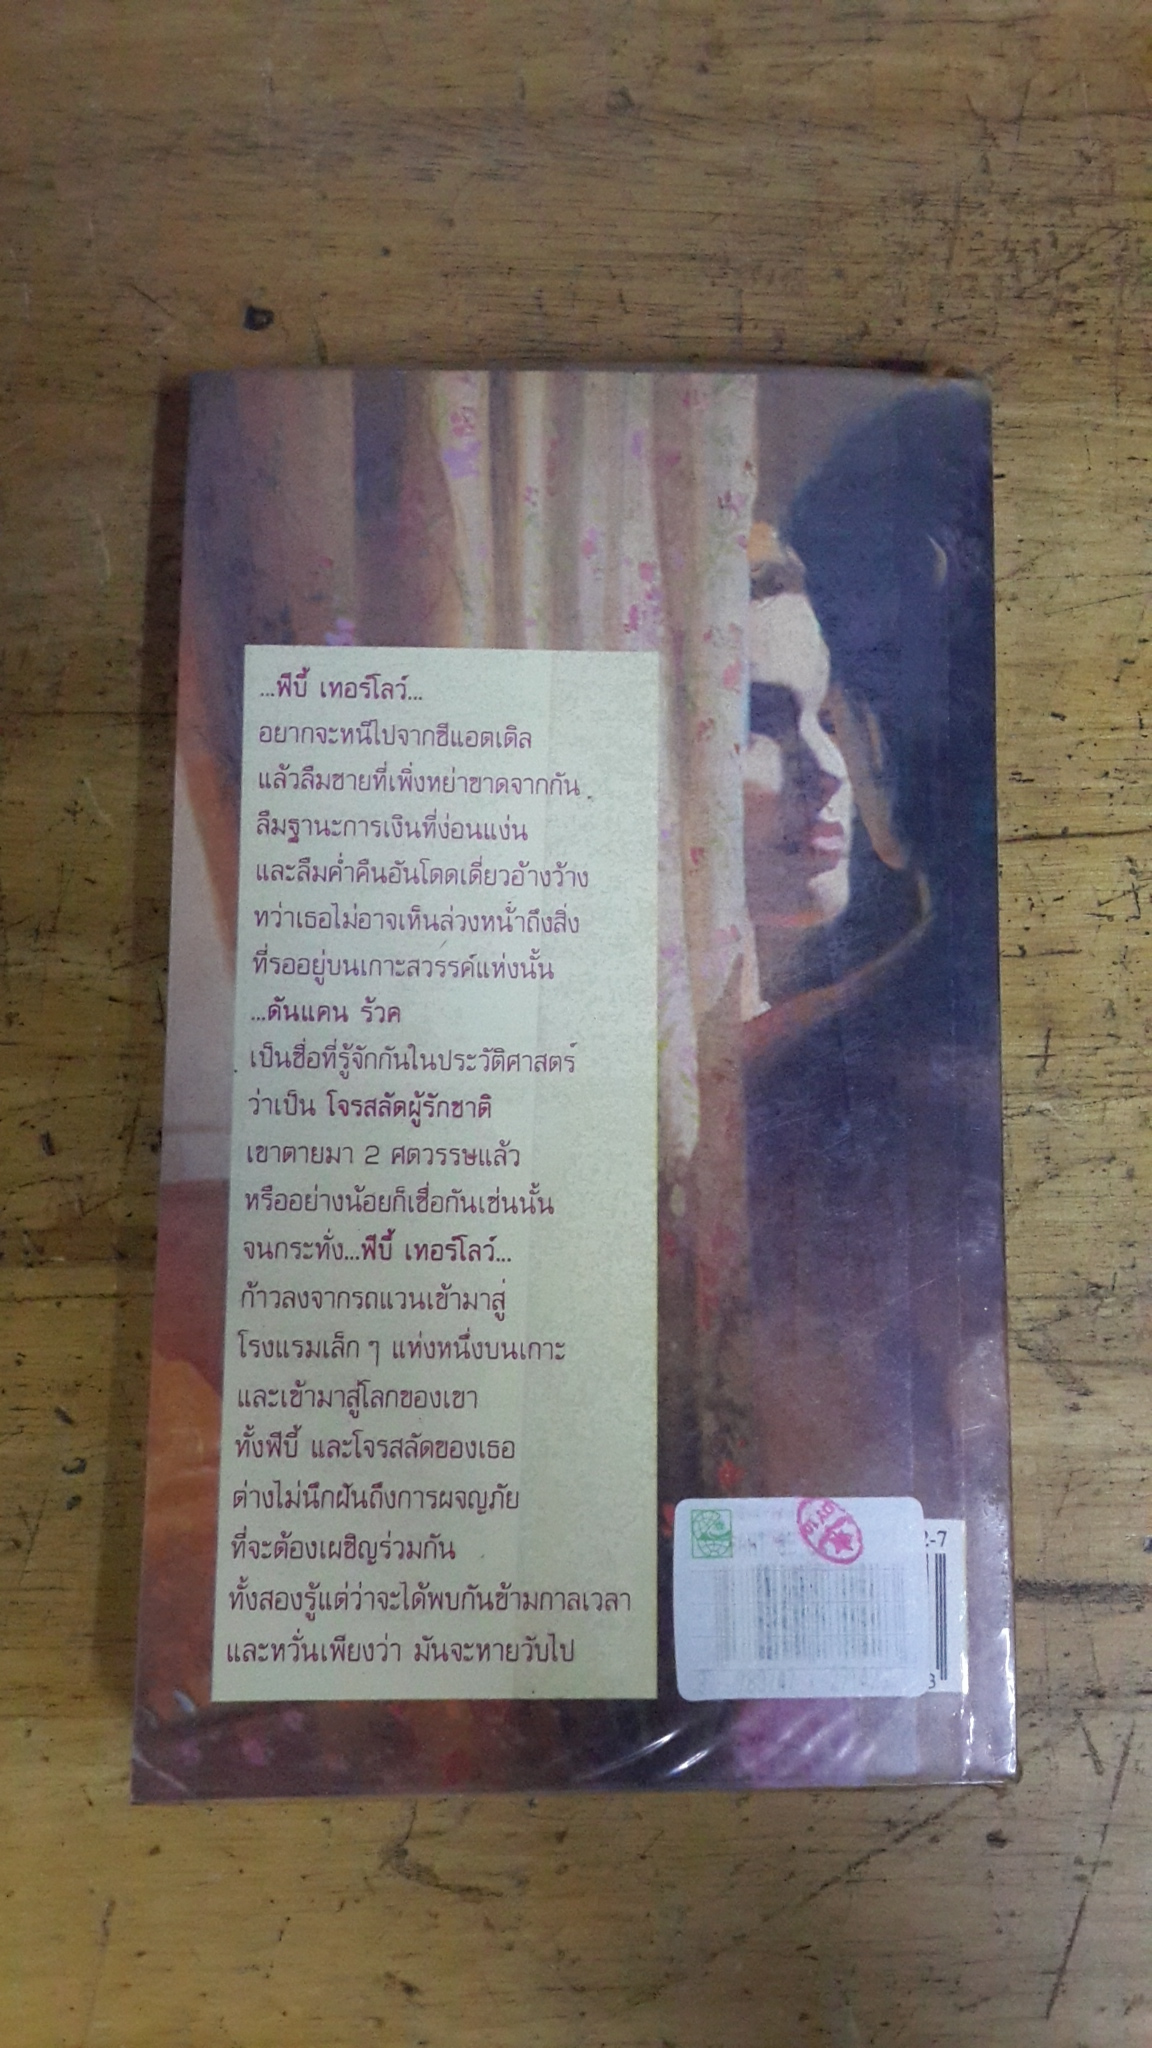 ...ฟีบี้ เทอร์โลว์...
อยากจะหนีไปจากซีแอตเติล
แล้วลืมชายที่เพิ่งหย่าขาดจากกัน
ลืมฐานะการเงินที่ง่อนแง่น
และลืมค่ำคืนอันโดดเดี่ยวอ้างว้าง
ทว่าเธอไม่อาจเห็นล่วงหน้าถึงสิ่ง
ที่รออยู่บนเกาะสวรรค์แห่งนั้น
...ดันแคน ร้วค
เป็นชื่อที่รู้จักกันในประวัติศาสตร์
ว่าเป็น โจรสลัดผู้รักชาติ
เขาตายมา 2 ศตวรรษแล้ว
หรืออย่างน้อยก็เชื่อกันเช่นนั้น
จนกระทั่ง...ฟีบี้ เทอร์โลว์...
ก้าวลงจากรถแวนเข้ามาสู่
โรงแรมเล็ก ๆ แห่งหนึ่งบนเกาะ
และเข้ามาสู่โลกของเขา
ทั้งฟีบี้ และโจรสลัดของเธอ
ต่างไม่นึกฝันถึงการผจญภัย
ที่จะต้องเผชิญร่วมกัน
ทั้งสองรู้แต่ว่าจะได้พบกันข้ามกาลเวลา
และหวั่นเพียงว่า มันจะหายวับไป
2-7
3